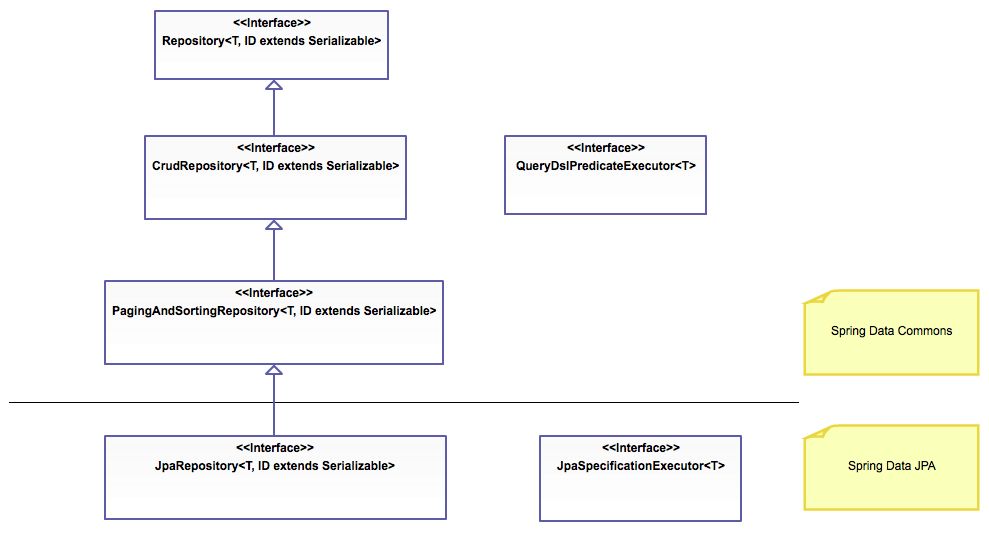 <<Interface>>
Repository<T, ID extends Serializable>
<<Interface>>
CrudRepository<T, ID extends Serializable>
<<Interface>>
QueryDslPredicateExecutor<T>
<<Interface>>
PagingAndSortingRepository<T, ID extends Serializable>
Spring Data Commons
<<Interface>>
JpaRepository<T, ID extends Serializable>
<<Interface>>
JpaSpecificationExecutor<T>
Spring Data JPA